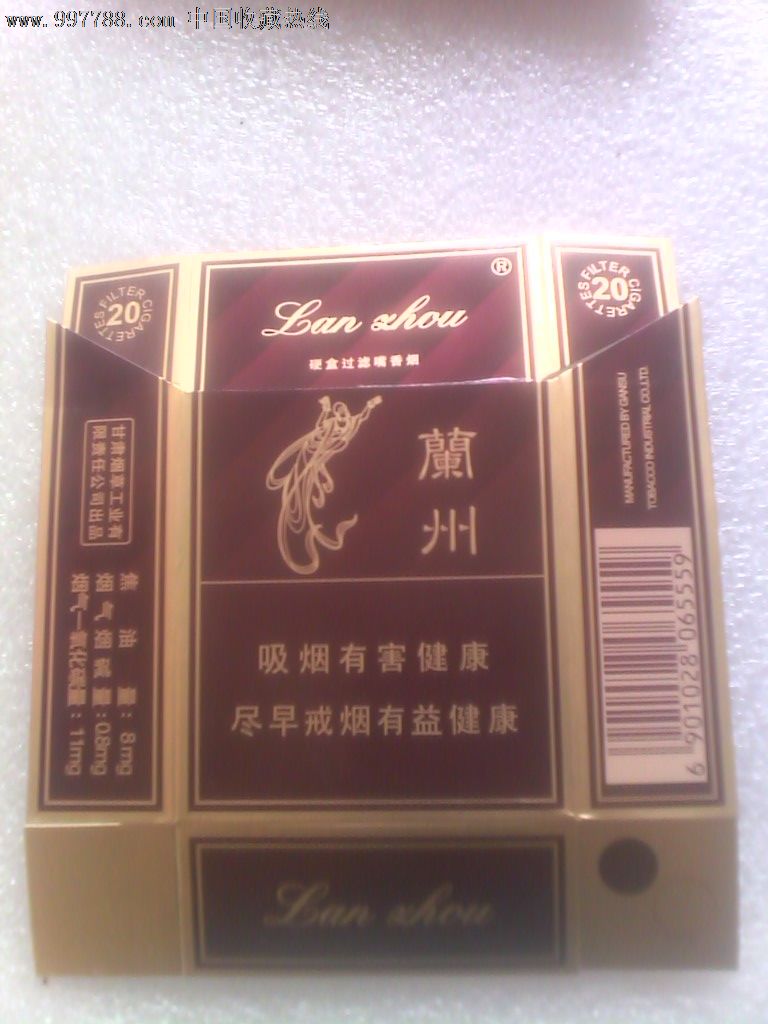 www.997788.com 中国收藏热线
20
FILTER CIGARETTES
Lan zhou
®
硬盒过滤嘴香烟
20
FILTER CIGARETTES
甘肃烟草工业有
限责任公司出品
焦油量：8mg
烟气烟碱量：0.8mg
烟气一氧化碳量：11mg
蘭
州
吸烟有害健康
尽早戒烟有益健康
MANUFACTURED BY GANSU
TOBACCO INDUSTRIAL CO.,LTD.
6 901028 065559
Lan zhou